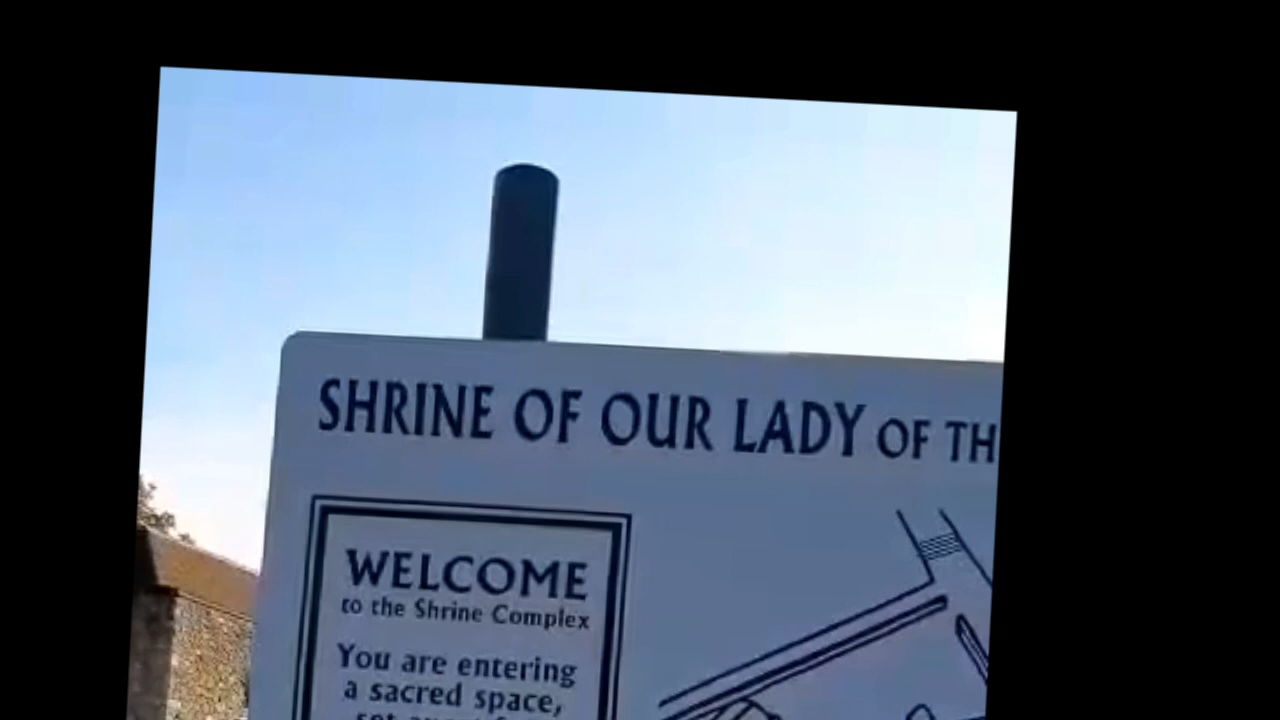 SHRINE OF OUR LADY OF TH
WELCOME
to the Shrine Complex
You are entering
a sacred space,